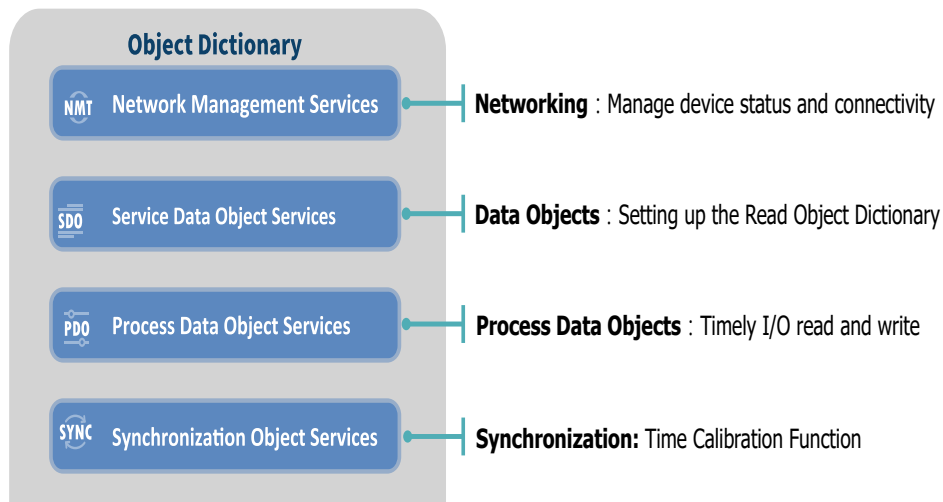 Object Dictionary
NMT Network Management Services
Networking : Manage device status and connectivity
SDO Service Data Object Services
Data Objects : Setting up the Read Object Dictionary
PDO Process Data Object Services
Process Data Objects : Timely I/O read and write
SYNC Synchronization Object Services
Synchronization: Time Calibration Function